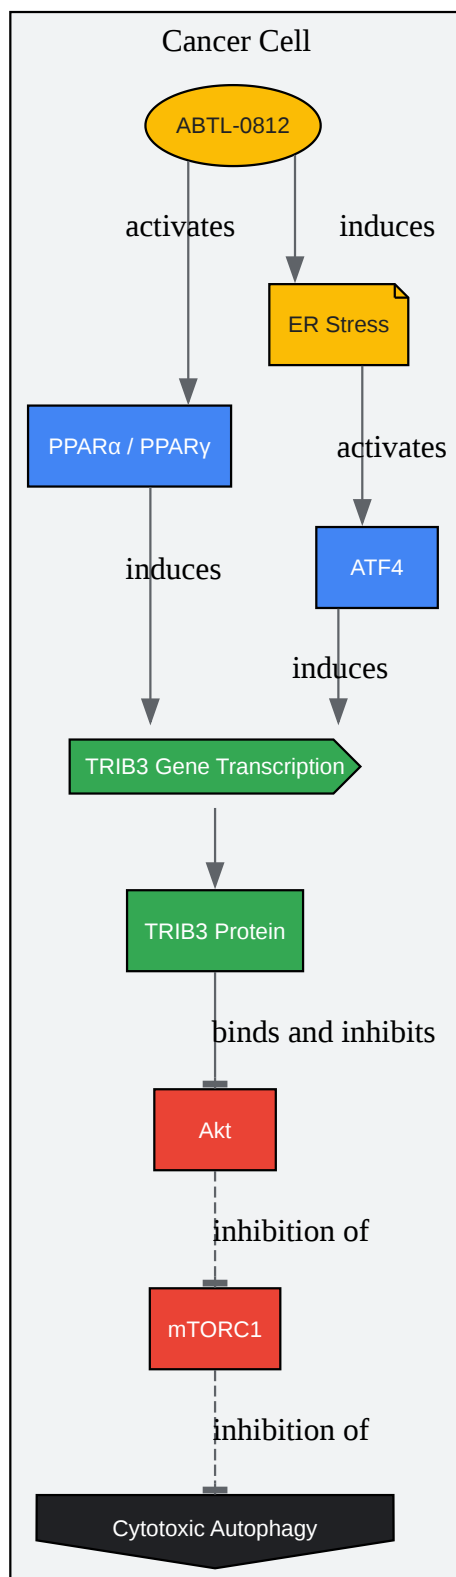 Cancer Cell
ABTL-0812
activates
induces
ER Stress
PPARα / PPARγ
activates
induces
ATF4
induces
TRIB3 Gene Transcription
TRIB3 Protein
binds and inhibits
Akt
inhibition of
mTORC1
inhibition of
Cytotoxic Autophagy